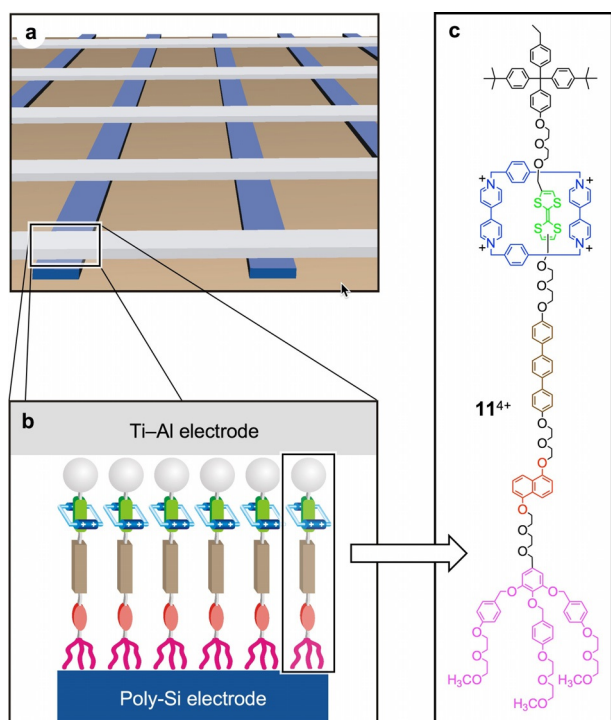 a
b
Ti–Al electrode
Poly-Si electrode
c
O
O
O
+ N N +
S S
S S
+ N N +
O
O
O
11⁴⁺
O
O
O
O
O
O
O O
O
O O
O
O O
O
H₃CO H₃CO
H₃CO